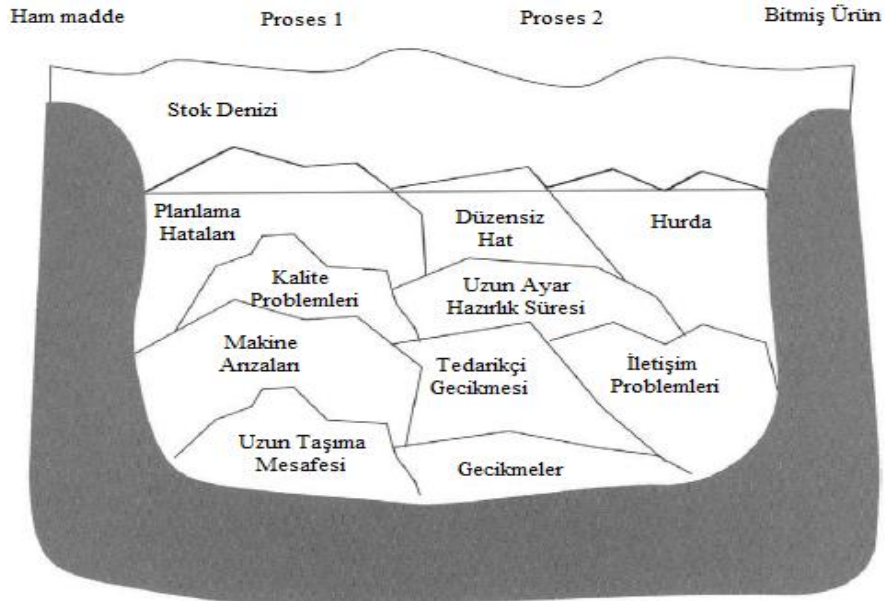 Ham madde Proses 1 Proses 2 Bitmiş Ürün
Stok Denizi
Planlama
Hataları
Düzensiz
Hat
Hurda
Kalite
Problemleri
Uzun Ayar
Hazırlık Süresi
Makine
Arızaları
Tedarikçi
Gecikmesi
İletişim
Problemleri
Uzun Taşıma
Mesafesi
Gecikmeler